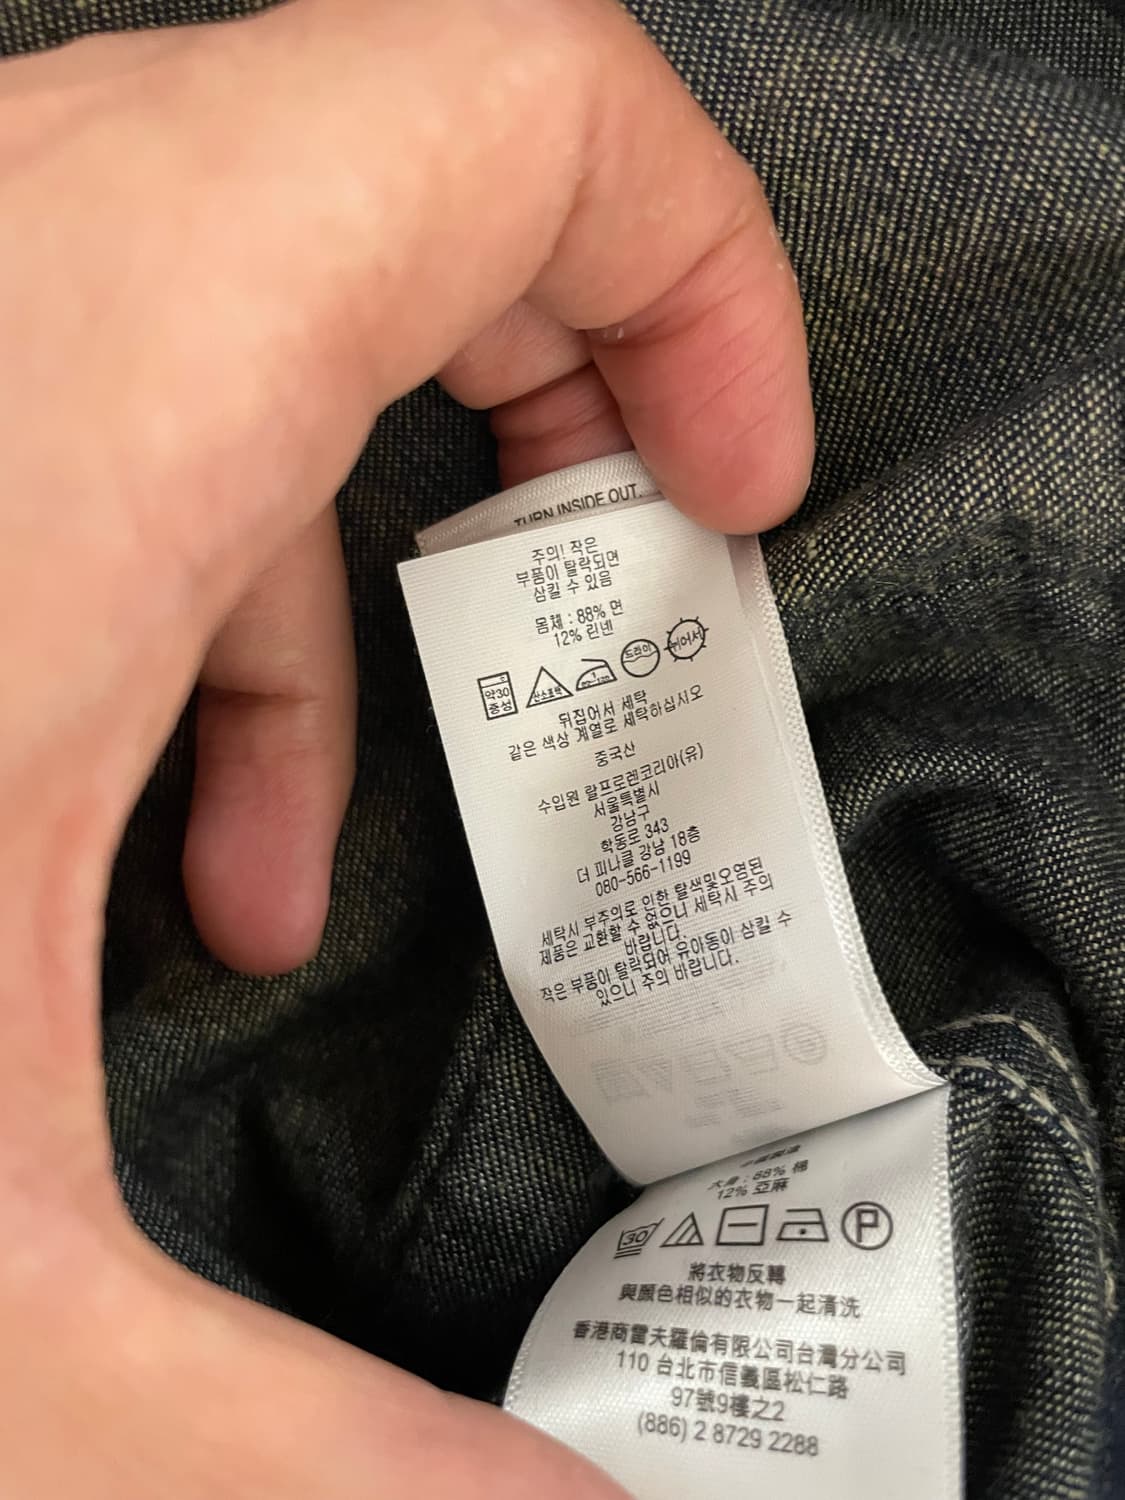 TURN INSIDE OUT.
주의! 작은
부품이 탈락되면
삼킬 수 있음
몸체 : 88% 면
12% 린넨
약30
중성
산소표백
드라이
뉘어서
뒤집어서 세탁
같은 색상 계열로 세탁하십시오
중국산
수입원 랄프로렌코리아(유)
서울특별시
강남구
학동로 343
더 피나클 강남 18층
080-566-1199
세탁시 부주의로 인한 탈색및오염된
제품은 교환할 수 없으니 세탁시 주의
바랍니다.
작은 부품이 탈락되어 유아동이 삼킬 수
있으니 주의 바랍니다.
88% 棉
12% 亞麻
30
P
將衣物反轉
與顏色相似的衣物一起清洗
香港商雷夫羅倫有限公司台灣分公司
110 台北市信義區松仁路
97號9樓之2
(886) 2 8729 2288